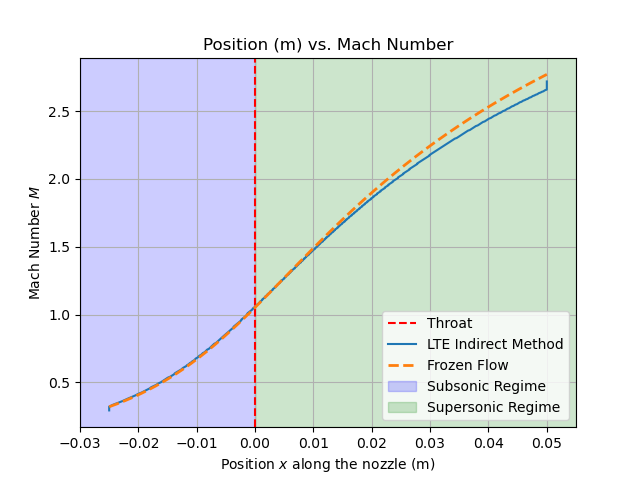 Position (m) vs. Mach Number
Mach Number M
2.5
2.0
1.5
1.0
0.5
Throat
LTE Indirect Method
Frozen Flow
Subsonic Regime
Supersonic Regime
−0.03 −0.02 −0.01 0.00 0.01 0.02 0.03 0.04 0.05
Position x along the nozzle (m)